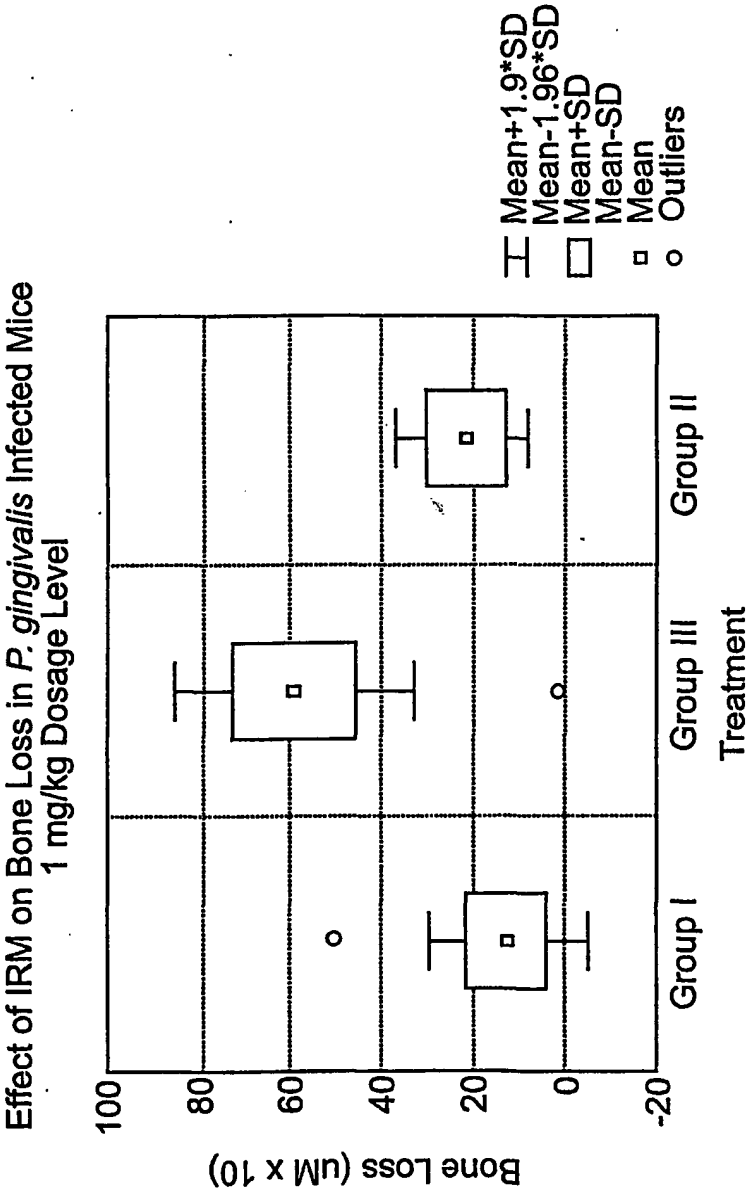 Effect of IRM on Bone Loss in P. gingivalis Infected Mice
1 mg/kg Dosage Level
Bone Loss (uM x 10)
100
80
60
40
20
0
-20
Group I
Group III
Group II
Treatment
Mean+1.9*SD
Mean-1.96*SD
Mean+SD
Mean-SD
Mean
Outliers